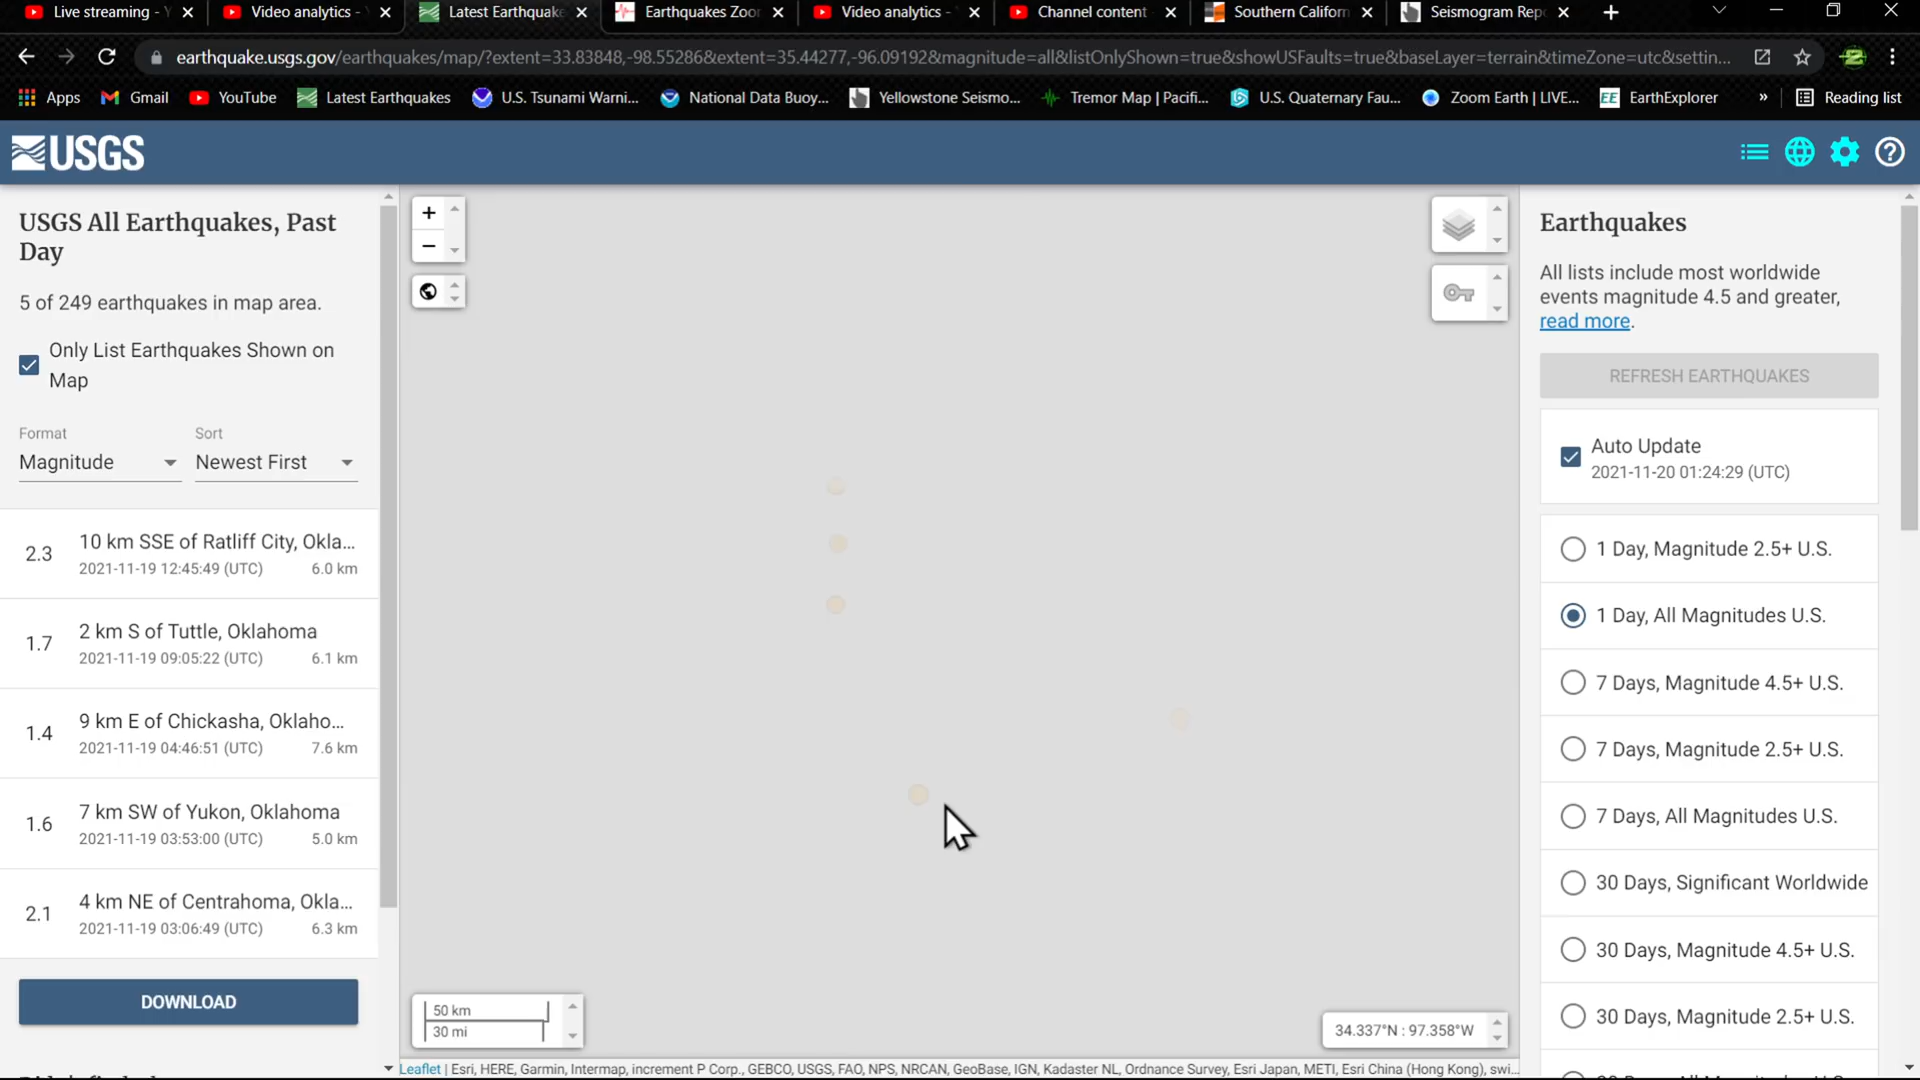 Live streaming - Y
Video analytics -
Latest Earthquake
Earthquakes Zoo
Video analytics -
Channel content
Southern Californ
Seismogram Rep
earthquake.usgs.gov/earthquakes/map/?extent=33.83848,-98.55286&extent=35.44277,-96.09192&magnitude=all&listOnlyShown=true&showUSFaults=true&baseLayer=terrain&timeZone=utc&settin...
Apps
Gmail
YouTube
Latest Earthquakes
U.S. Tsunami Warni...
National Data Buoy...
Yellowstone Seismo...
Tremor Map | Pacifi...
U.S. Quaternary Fau...
Zoom Earth | LIVE...
EE EarthExplorer
»
Reading list
USGS
USGS All Earthquakes, Past
Day
5 of 249 earthquakes in map area.
Only List Earthquakes Shown on
Map
Format
Sort
Magnitude
Newest First
2.3
10 km SSE of Ratliff City, Okla...
2021-11-19 12:45:49 (UTC)
6.0 km
1.7
2 km S of Tuttle, Oklahoma
2021-11-19 09:05:22 (UTC)
6.1 km
1.4
9 km E of Chickasha, Oklaho...
2021-11-19 04:46:51 (UTC)
7.6 km
1.6
7 km SW of Yukon, Oklahoma
2021-11-19 03:53:00 (UTC)
5.0 km
2.1
4 km NE of Centrahoma, Okla...
2021-11-19 03:06:49 (UTC)
6.3 km
DOWNLOAD
+
−
50 km
30 mi
34.337°N : 97.358°W
Leaflet | Esri, HERE, Garmin, Intermap, increment P Corp., GEBCO, USGS, FAO, NPS, NRCAN, GeoBase, IGN, Kadaster NL, Ordnance Survey, Esri Japan, METI, Esri China (Hong Kong), swi...
Earthquakes
All lists include most worldwide
events magnitude 4.5 and greater,
read more.
REFRESH EARTHQUAKES
Auto Update
2021-11-20 01:24:29 (UTC)
1 Day, Magnitude 2.5+ U.S.
1 Day, All Magnitudes U.S.
7 Days, Magnitude 4.5+ U.S.
7 Days, Magnitude 2.5+ U.S.
7 Days, All Magnitudes U.S.
30 Days, Significant Worldwide
30 Days, Magnitude 4.5+ U.S.
30 Days, Magnitude 2.5+ U.S.